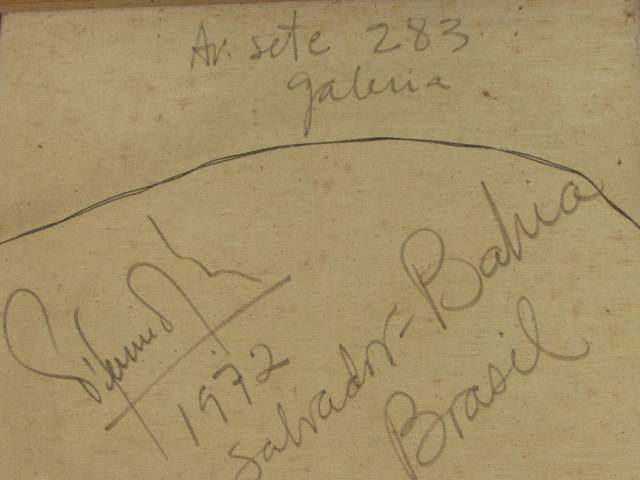 Av. sete 283
galeria.
1972
Salvador-Bahia
Brasil